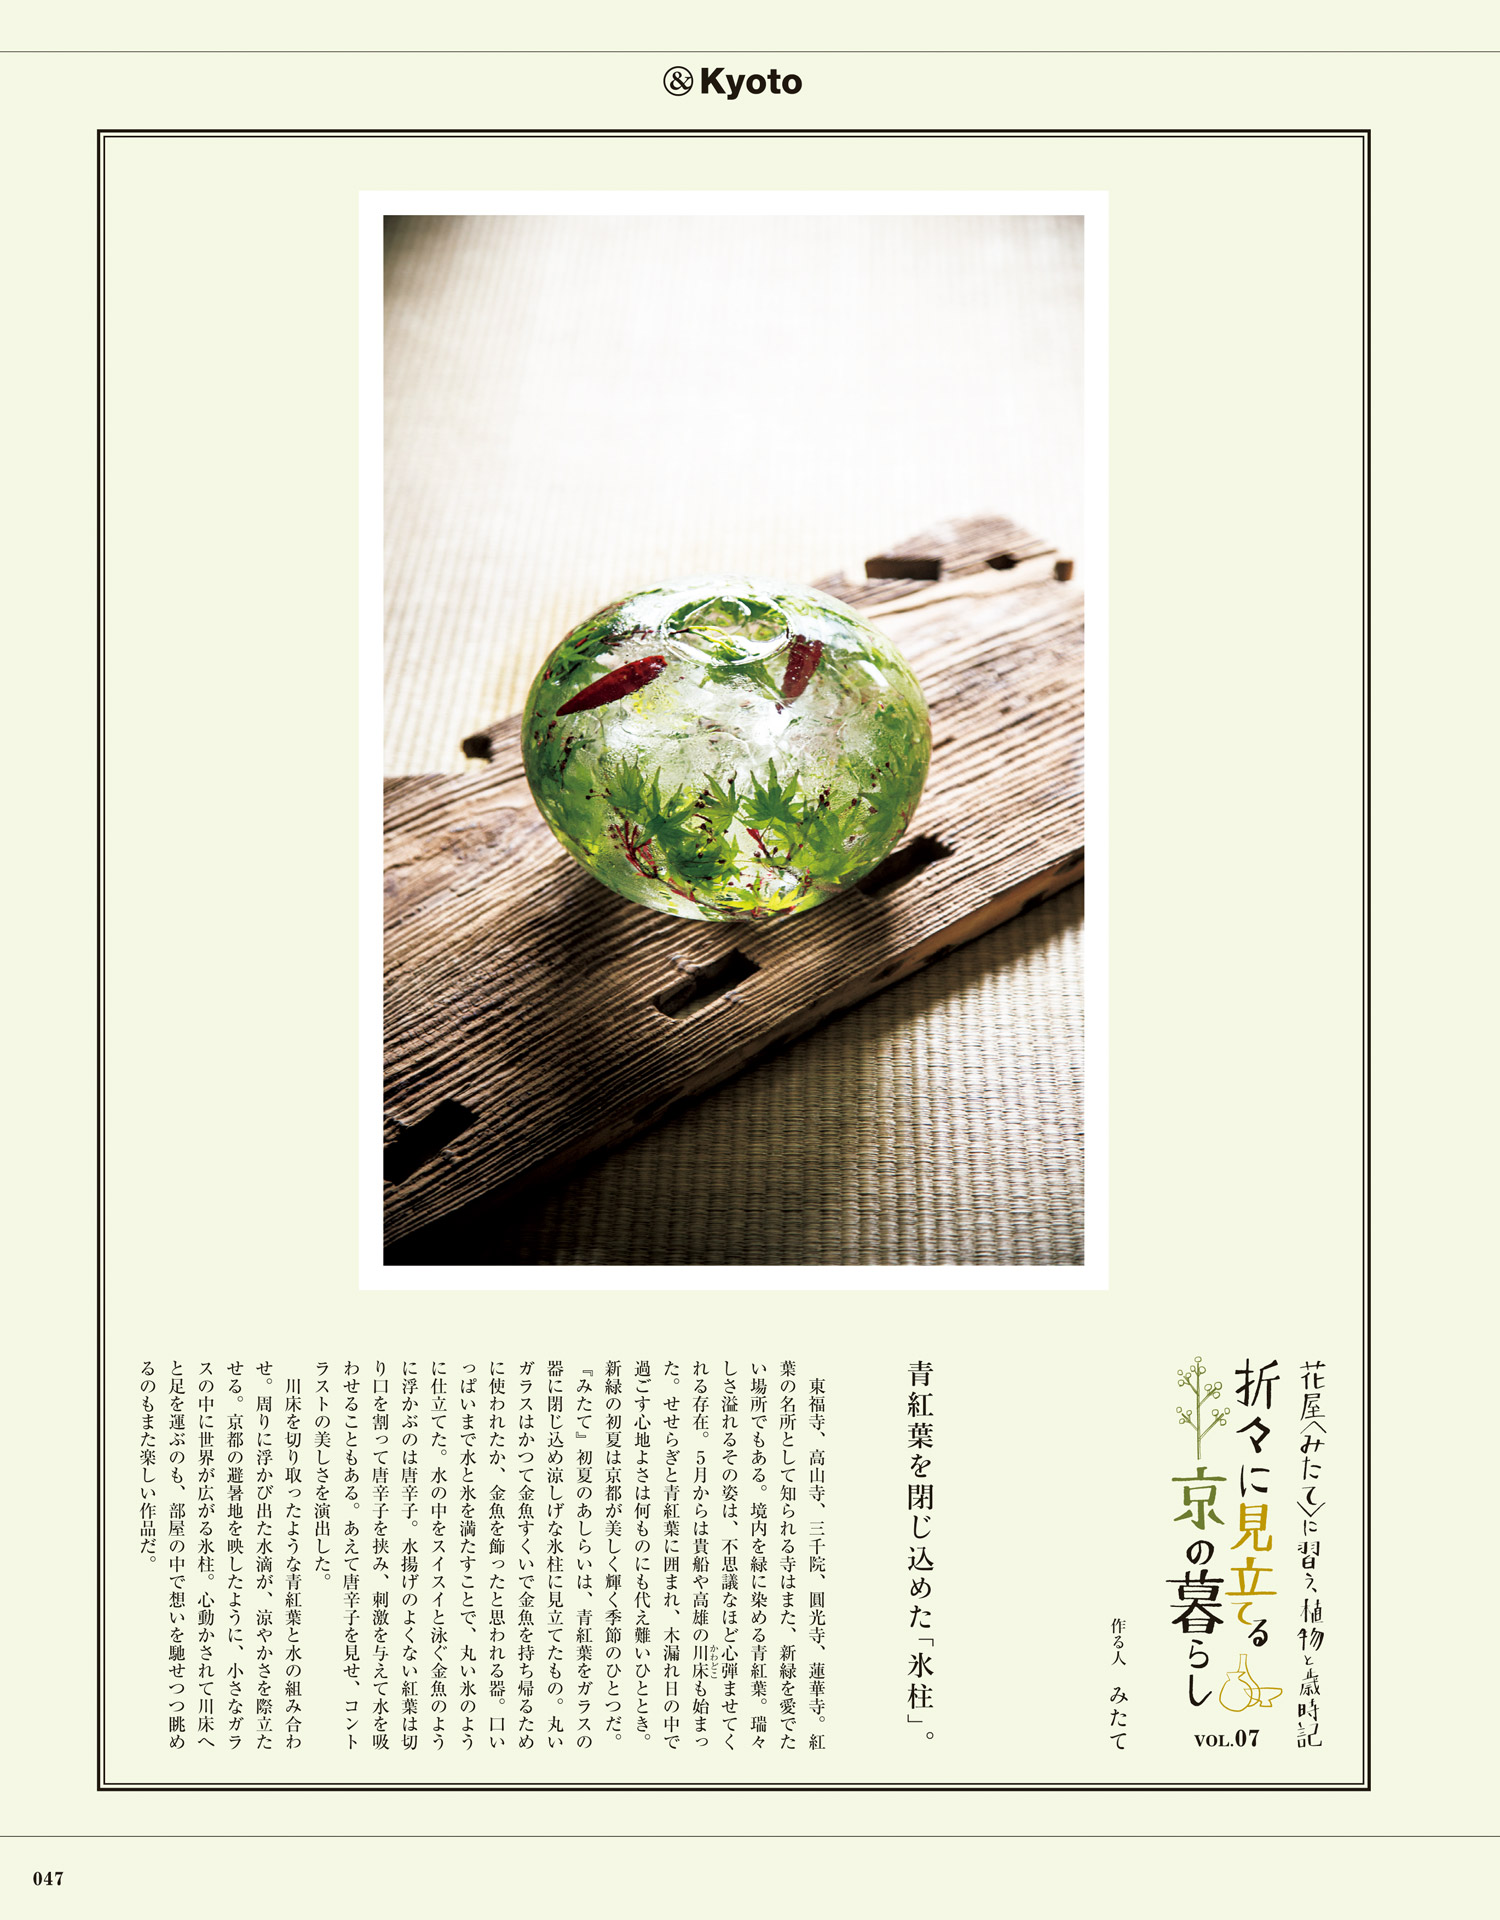 &Kyoto
花屋〈みたて〉に習う、植物と歳時記
折々に見立てる
京の暮らし
VOL.07
作る人　みたて
青紅葉を閉じ込めた「氷柱」。
　東福寺、高山寺、三千院、圓光寺、蓮華寺。紅
葉の名所として知られる寺はまた、新緑を愛でた
い場所でもある。境内を緑に染める青紅葉。瑞々
しさ溢れるその姿は、不思議なほど心弾ませてく
れる存在。5月からは貴船や高雄の川床も始まっ
かわどこ
た。せせらぎと青紅葉に囲まれ、木漏れ日の中で
過ごす心地よさは何ものにも代え難いひととき。
新緑の初夏は京都が美しく輝く季節のひとつだ。
『みたて』初夏のあしらいは、青紅葉をガラスの
器に閉じ込め涼しげな氷柱に見立てたもの。丸い
ガラスはかつて金魚すくいで金魚を持ち帰るため
に使われたか、金魚を飾ったと思われる器。口い
っぱいまで水と氷を満たすことで、丸い氷のよう
に仕立てた。水の中をスイスイと泳ぐ金魚のよう
に浮かぶのは唐辛子。水揚げのよくない紅葉は切
り口を割って唐辛子を挟み、刺激を与えて水を吸
わせることもある。あえて唐辛子を見せ、コント
ラストの美しさを演出した。
　川床を切り取ったような青紅葉と水の組み合わ
せ。周りに浮かび出た水滴が、涼やかさを際立た
せる。京都の避暑地を映したように、小さなガラ
スの中に世界が広がる氷柱。心動かされて川床へ
と足を運ぶのも、部屋の中で想いを馳せつつ眺め
るのもまた楽しい作品だ。
047